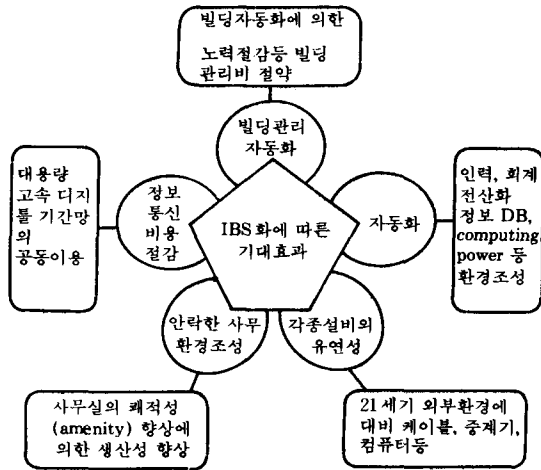 빌딩자동화에 의한
노력절감등 빌딩
관리비 절약
빌딩관리
자동화
대용량
고속 디지
틀 기간망
의
공동이용
정보
통신
비용
절감
IBS화에 따른
기대효과
자동화
인력, 회계
전산화
정보 DB,
computing,
power 등
환경조성
안락한 사무
환경조성
각종설비의
유연성
사무실의 쾌적성
(amenity) 향상에
의한 생산성 향상
21세기 외부환경에
대비 케이블, 중계기,
컴퓨터등